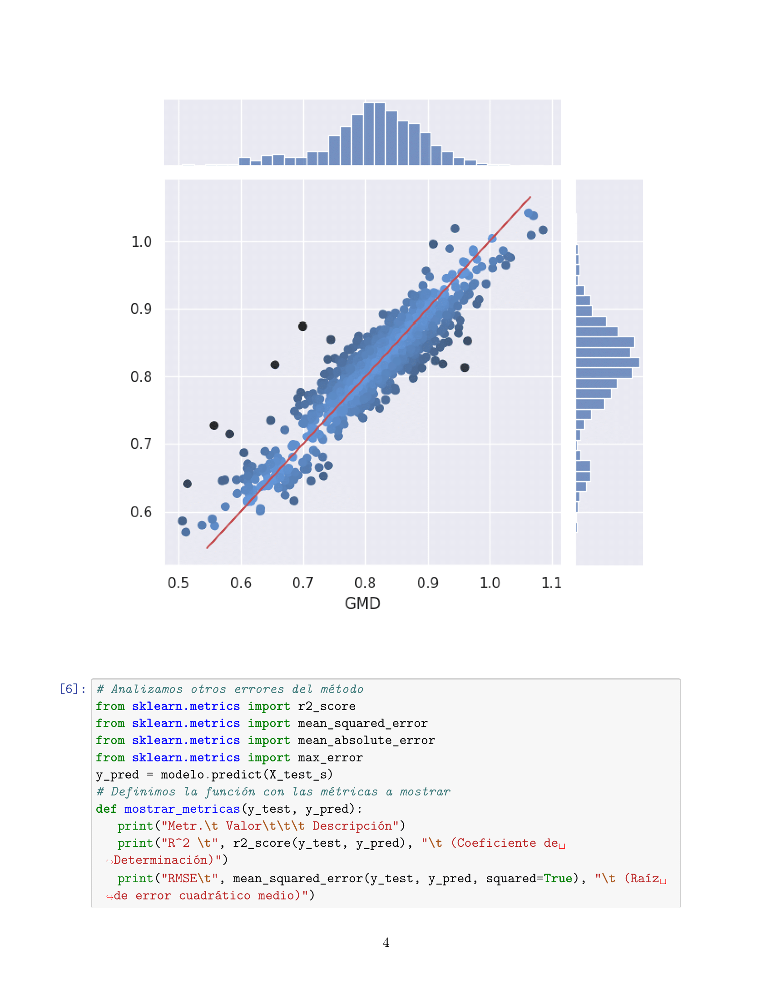 1.0
0.9
0.8
0.7
0.6
0.5 0.6 0.7 0.8 0.9 1.0 1.1
GMD
[6]: # Analizamos otros errores del método
from sklearn.metrics import r2_score
from sklearn.metrics import mean_squared_error
from sklearn.metrics import mean_absolute_error
from sklearn.metrics import max_error
y_pred = modelo.predict(X_test_s)
# Definimos la función con las métricas a mostrar
def mostrar_metricas(y_test, y_pred):
   print("Metr.\t Valor\t\t\t Descripción")
   print("R^2 \t", r2_score(y_test, y_pred), "\t (Coeficiente de␣
↪Determinación)")
   print("RMSE\t", mean_squared_error(y_test, y_pred, squared=True), "\t (Raíz␣
↪de error cuadrático medio)")
4